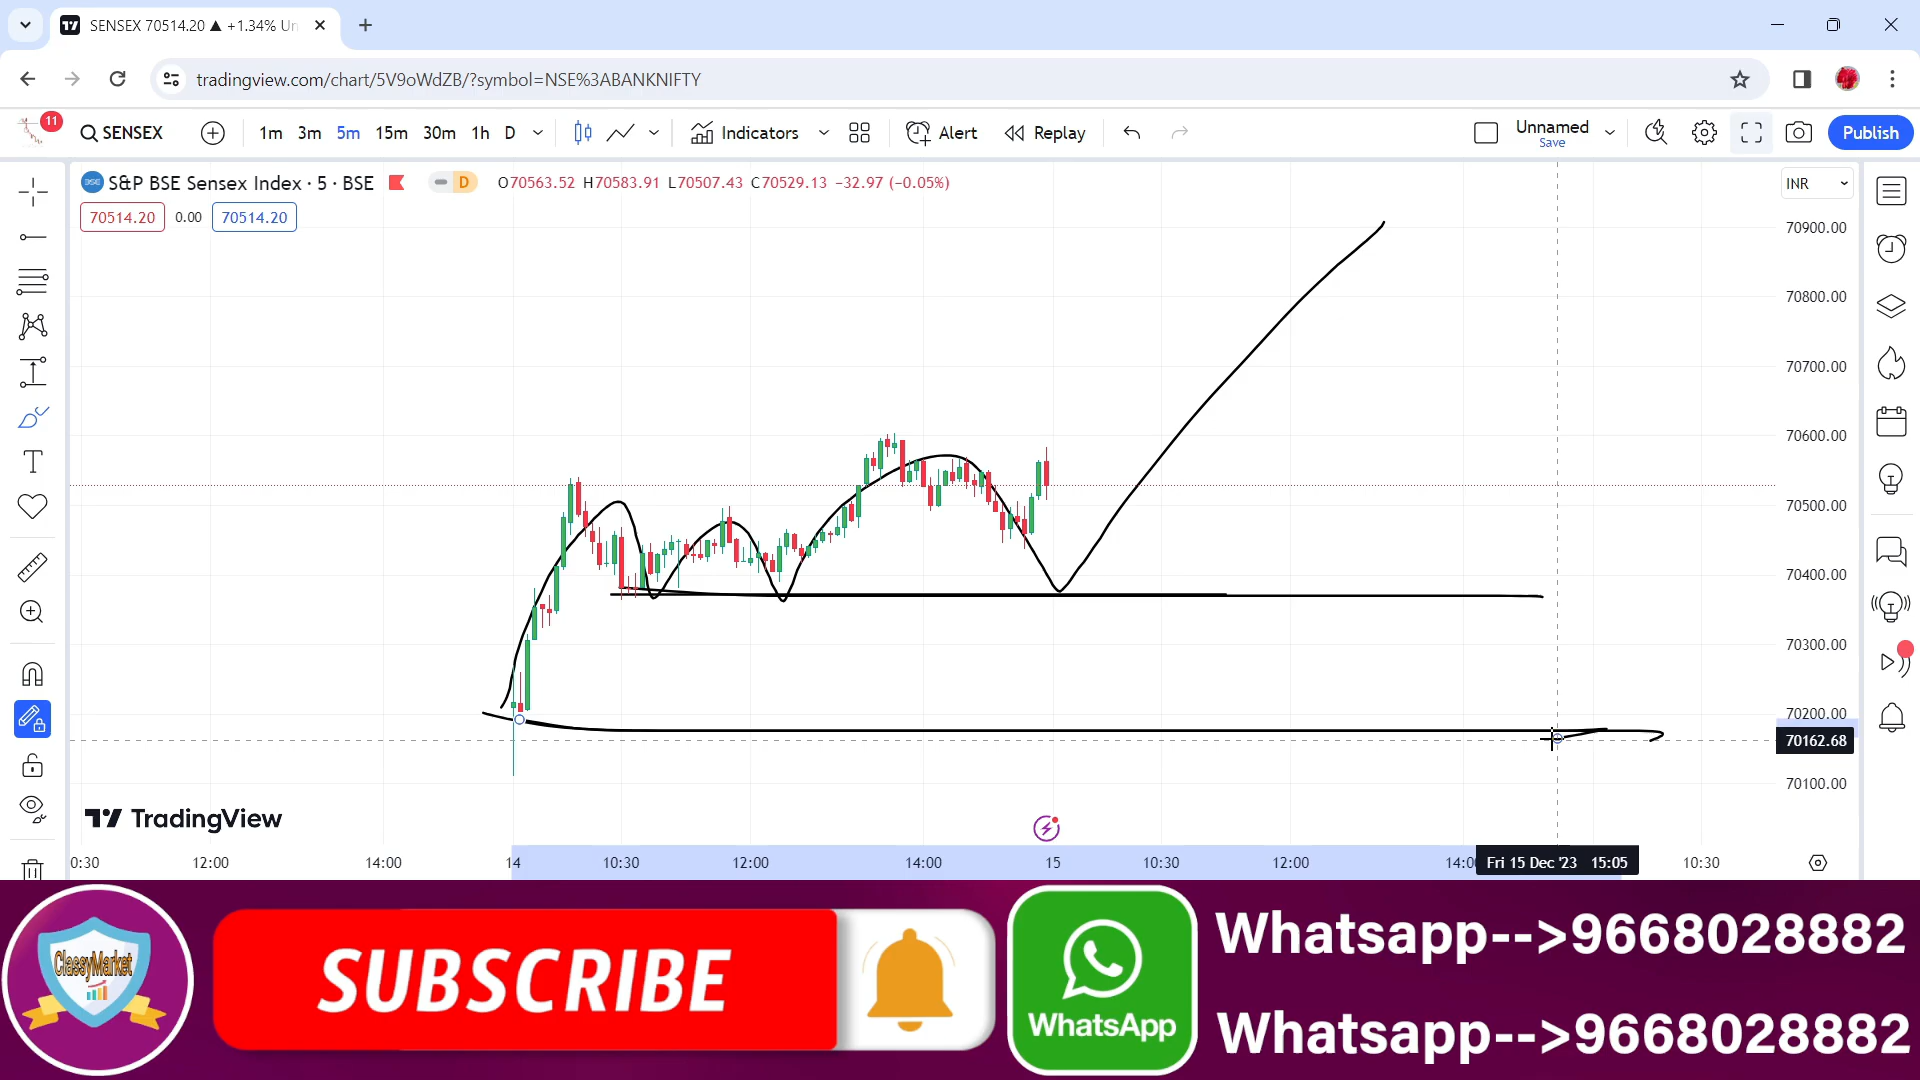 SENSEX 70514.20 ▲ +1.34% Un
tradingview.com/chart/5V9oWdZB/?symbol=NSE%3ABANKNIFTY
11
SENSEX
1m 3m 5m 15m 30m 1h D
Indicators
Alert
Replay
Unnamed
Save
Publish
S&P BSE Sensex Index · 5 · BSE
D
O70563.52 H70583.91 L70507.43 C70529.13 −32.97 (−0.05%)
INR
70514.20 0.00 70514.20
70900.00
70800.00
70700.00
70600.00
70500.00
70400.00
70300.00
70200.00
70162.68
70100.00
TradingView
0:30 12:00 14:00 14 10:30 12:00 14:00 15 10:30 12:00 14:00 Fri 15 Dec '23 15:05 10:30
ClassyMarket
SUBSCRIBE
WhatsApp
Whatsapp-->9668028882
Whatsapp-->9668028882